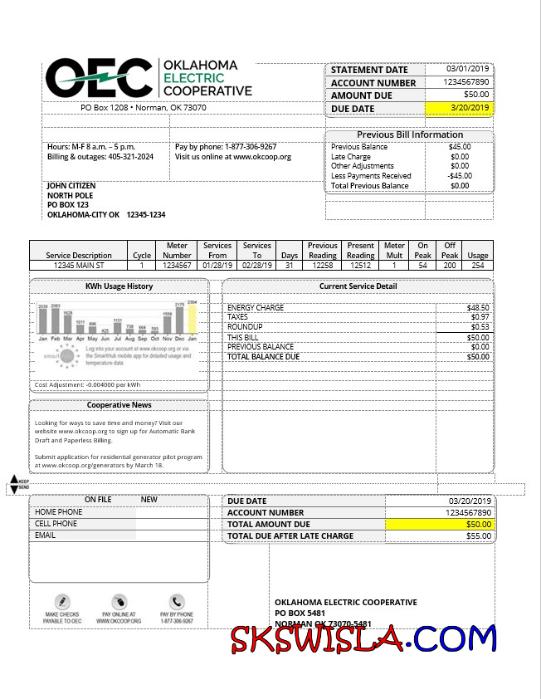 OEC OKLAHOMA
ELECTRIC
COOPERATIVE
PO Box 1208 • Norman, OK 73070
STATEMENT DATE 03/01/2019
ACCOUNT NUMBER 1234567890
AMOUNT DUE $50.00
DUE DATE 3/20/2019
Hours: M-F 8 a.m. – 5 p.m.
Billing & outages: 405-321-2024
Pay by phone: 1-877-306-9267
Visit us online at www.okcoop.org
Previous Bill Information
Previous Balance $45.00
Late Charge $0.00
Other Adjustments $0.00
Less Payments Received -$45.00
Total Previous Balance $0.00
JOHN CITIZEN
NORTH POLE
PO BOX 123
OKLAHOMA-CITY OK 12345-1234
Service Description Cycle Meter Number Services From Services To Days Previous Reading Present Reading Meter Mult On Peak Off Peak Usage
12345 MAIN ST 1 1234567 01/28/19 02/28/19 31 12258 12512 1 54 200 254
KWh Usage History
Jan Feb Mar Apr May Jun Jul Aug Sep Oct Nov Dec Jan
Log into your account at www.okcoop.org or via
the SmartHub mobile app for detailed usage and
temperature data
Cost Adjustment: -0.004000 per kWh
Current Service Detail
ENERGY CHARGE $48.50
TAXES $0.97
ROUNDUP $0.53
THIS BILL $50.00
PREVIOUS BALANCE $0.00
TOTAL BALANCE DUE $50.00
Cooperative News
Looking for ways to save time and money? Visit our
website www.okcoop.org to sign up for Automatic Bank
Draft and Paperless Billing.
Submit application for residential generator pilot program
at www.okcoop.org/generators by March 18.
KEEP
SEND
ON FILE NEW
HOME PHONE
CELL PHONE
EMAIL
DUE DATE 03/20/2019
ACCOUNT NUMBER 1234567890
TOTAL AMOUNT DUE $50.00
TOTAL DUE AFTER LATE CHARGE $55.00
MAKE CHECKS
PAYABLE TO OEC
PAY ONLINE AT
WWW.OKCOOP.ORG
PAY BY PHONE
1-877-306-9267
OKLAHOMA ELECTRIC COOPERATIVE
PO BOX 5481
NORMAN OK 73070-5481
SKSWISLA.COM